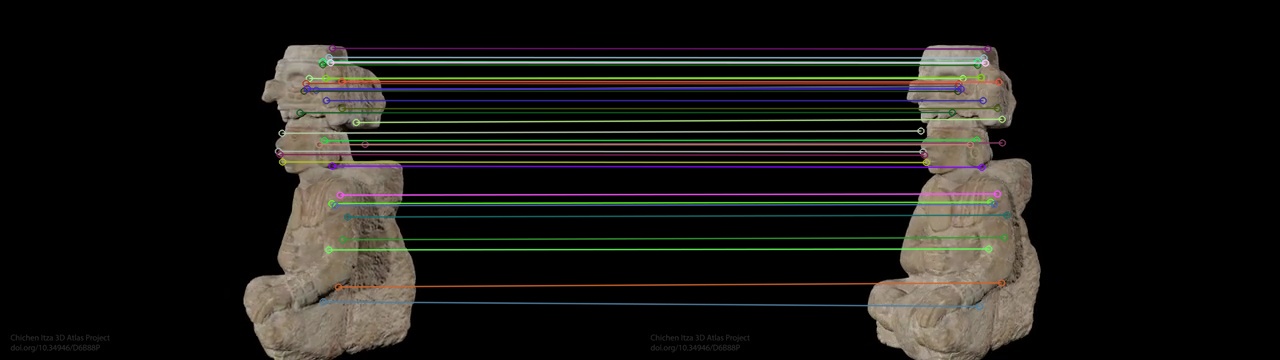 Chichen Itza 3D Atlas Project
doi.org/10.34946/D6B88P
Chichen Itza 3D Atlas Project
doi.org/10.34946/D6B88P